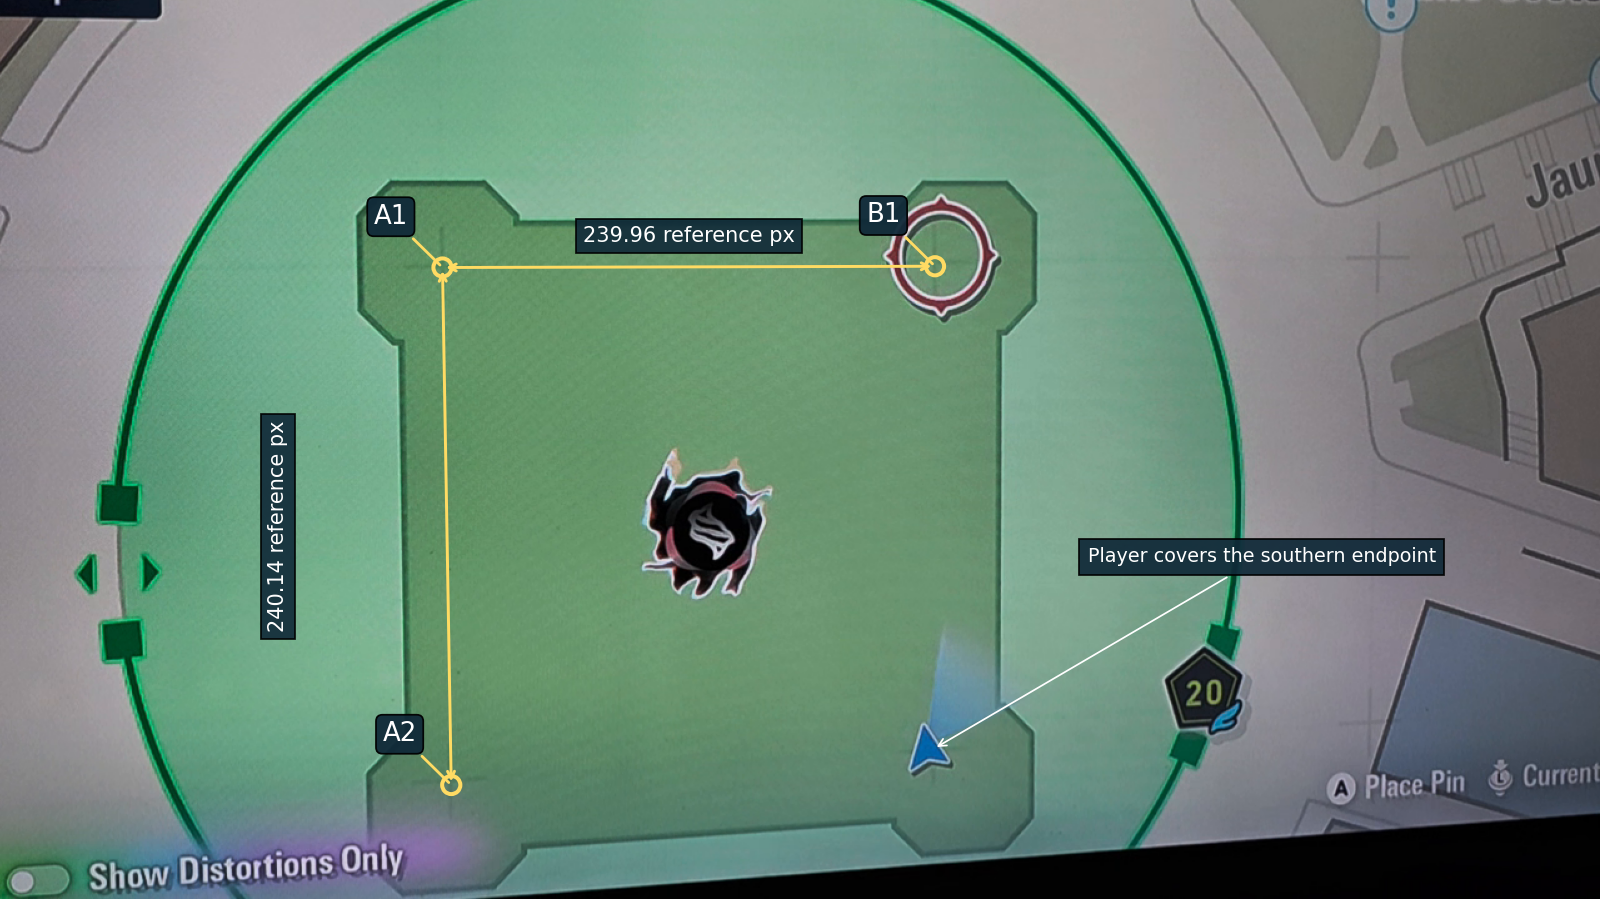 A1
B1
239.96 reference px
240.14 reference px
Player covers the southern endpoint
20
A2
Place Pin
Current
A
L
Show Distortions Only